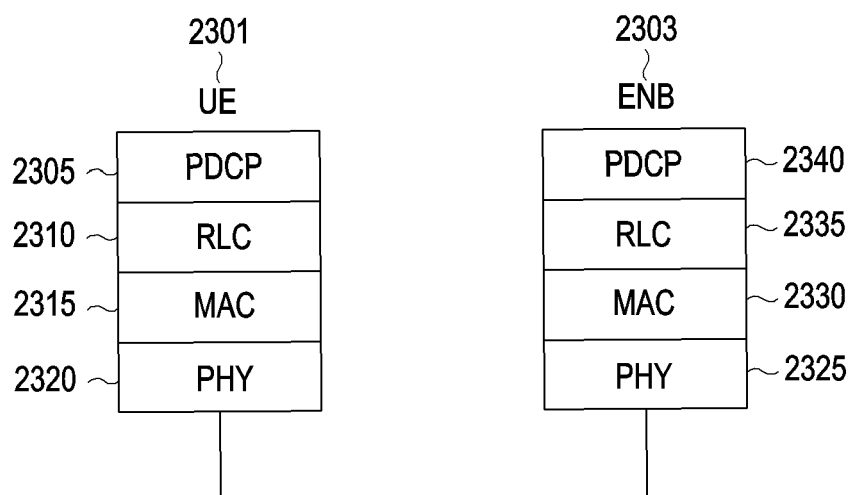 2301
2303
UE
ENB
2305 PDCP
PDCP 2340
2310 RLC
RLC 2335
2315 MAC
MAC 2330
2320 PHY
PHY 2325